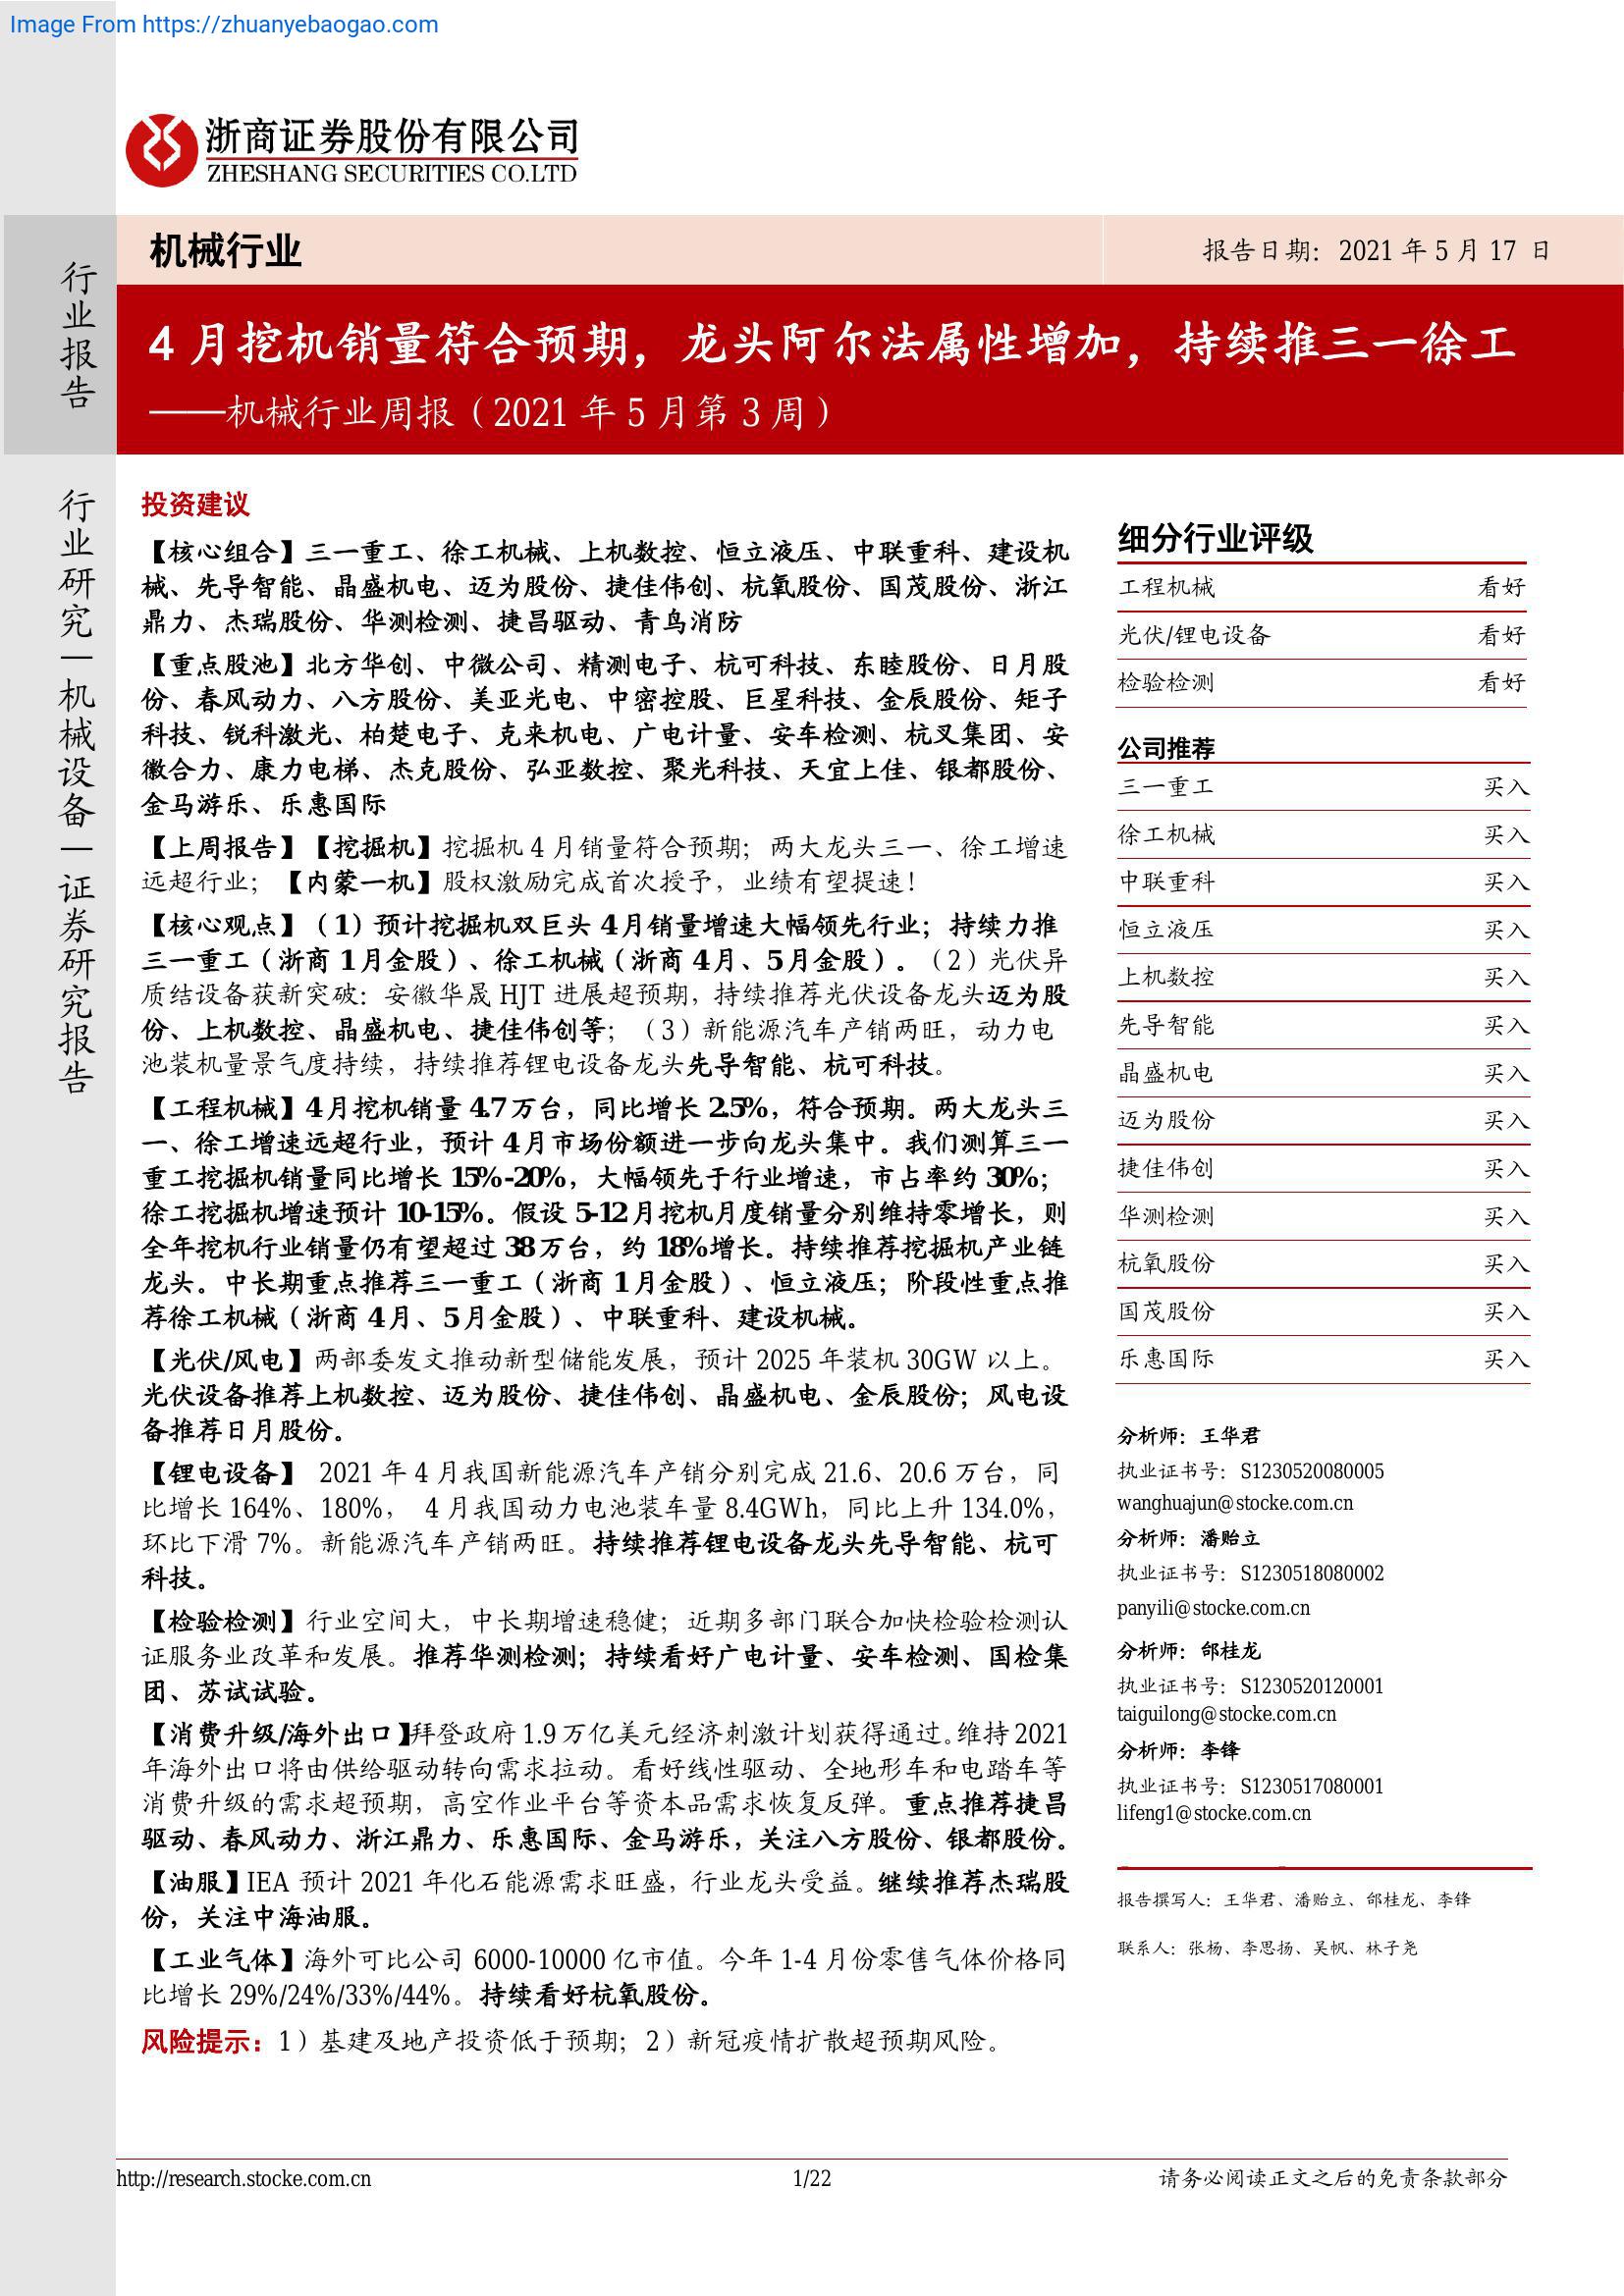 Image From https://zhuanyebaogao.com
浙商证券股份有限公司
ZHESHANG SECURITIES CO.LTD
行业报告
机械行业
报告日期：2021 年 5 月 17 日
4 月挖机销量符合预期，龙头阿尔法属性增加，持续推三一徐工
——机械行业周报（2021 年 5 月第 3 周）
行业研究｜机械设备｜证券研究报告
投资建议
【核心组合】三一重工、徐工机械、上机数控、恒立液压、中联重科、建设机
械、先导智能、晶盛机电、迈为股份、捷佳伟创、杭氧股份、国茂股份、浙江
鼎力、杰瑞股份、华测检测、捷昌驱动、青鸟消防
【重点股池】北方华创、中微公司、精测电子、杭可科技、东睦股份、日月股
份、春风动力、八方股份、美亚光电、中密控股、巨星科技、金辰股份、矩子
科技、锐科激光、柏楚电子、克来机电、广电计量、安车检测、杭叉集团、安
徽合力、康力电梯、杰克股份、弘亚数控、聚光科技、天宜上佳、银都股份、
金马游乐、乐惠国际
【上周报告】【挖掘机】挖掘机 4 月销量符合预期；两大龙头三一、徐工增速
远超行业；【内蒙一机】股权激励完成首次授予，业绩有望提速！
【核心观点】（1）预计挖掘机双巨头 4 月销量增速大幅领先行业；持续力推
三一重工（浙商 1 月金股）、徐工机械（浙商 4 月、5 月金股）。（2）光伏异
质结设备获新突破：安徽华晟 HJT 进展超预期，持续推荐光伏设备龙头迈为股
份、上机数控、晶盛机电、捷佳伟创等；（3）新能源汽车产销两旺，动力电
池装机量景气度持续，持续推荐锂电设备龙头先导智能、杭可科技。
【工程机械】4 月挖机销量 4.7 万台，同比增长 2.5%，符合预期。两大龙头三
一、徐工增速远超行业，预计 4 月市场份额进一步向龙头集中。我们测算三一
重工挖掘机销量同比增长 15%-20%，大幅领先于行业增速，市占率约 30%；
徐工挖掘机增速预计 10-15%。假设 5-12 月挖机月度销量分别维持零增长，则
全年挖机行业销量仍有望超过 38 万台，约 18%增长。持续推荐挖掘机产业链
龙头。中长期重点推荐三一重工（浙商 1 月金股）、恒立液压；阶段性重点推
荐徐工机械（浙商 4 月、5 月金股）、中联重科、建设机械。
【光伏/风电】两部委发文推动新型储能发展，预计 2025 年装机 30GW 以上。
光伏设备推荐上机数控、迈为股份、捷佳伟创、晶盛机电、金辰股份；风电设
备推荐日月股份。
【锂电设备】 2021 年 4 月我国新能源汽车产销分别完成 21.6、20.6 万台，同
比增长 164%、180%， 4 月我国动力电池装车量 8.4GWh，同比上升 134.0%，
环比下滑 7%。新能源汽车产销两旺。持续推荐锂电设备龙头先导智能、杭可
科技。
【检验检测】行业空间大，中长期增速稳健；近期多部门联合加快检验检测认
证服务业改革和发展。推荐华测检测；持续看好广电计量、安车检测、国检集
团、苏试试验。
【消费升级/海外出口】拜登政府 1.9 万亿美元经济刺激计划获得通过。维持 2021
年海外出口将由供给驱动转向需求拉动。看好线性驱动、全地形车和电踏车等
消费升级的需求超预期，高空作业平台等资本品需求恢复反弹。重点推荐捷昌
驱动、春风动力、浙江鼎力、乐惠国际、金马游乐，关注八方股份、银都股份。
【油服】IEA 预计 2021 年化石能源需求旺盛，行业龙头受益。继续推荐杰瑞股
份，关注中海油服。
【工业气体】海外可比公司 6000-10000 亿市值。今年 1-4 月份零售气体价格同
比增长 29%/24%/33%/44%。持续看好杭氧股份。
风险提示：1）基建及地产投资低于预期；2）新冠疫情扩散超预期风险。
细分行业评级
工程机械 看好
光伏/锂电设备 看好
检验检测 看好
公司推荐
三一重工 买入
徐工机械 买入
中联重科 买入
恒立液压 买入
上机数控 买入
先导智能 买入
晶盛机电 买入
迈为股份 买入
捷佳伟创 买入
华测检测 买入
杭氧股份 买入
国茂股份 买入
乐惠国际 买入
分析师：王华君
执业证书号：S1230520080005
wanghuajun@stocke.com.cn
分析师：潘贻立
执业证书号：S1230518080002
panyili@stocke.com.cn
分析师：邰桂龙
执业证书号：S1230520120001
taiguilong@stocke.com.cn
分析师：李锋
执业证书号：S1230517080001
lifeng1@stocke.com.cn
报告撰写人：王华君、潘贻立、邰桂龙、李锋
联系人：张杨、李思扬、吴帆、林子尧
http://research.stocke.com.cn
1/22
请务必阅读正文之后的免责条款部分